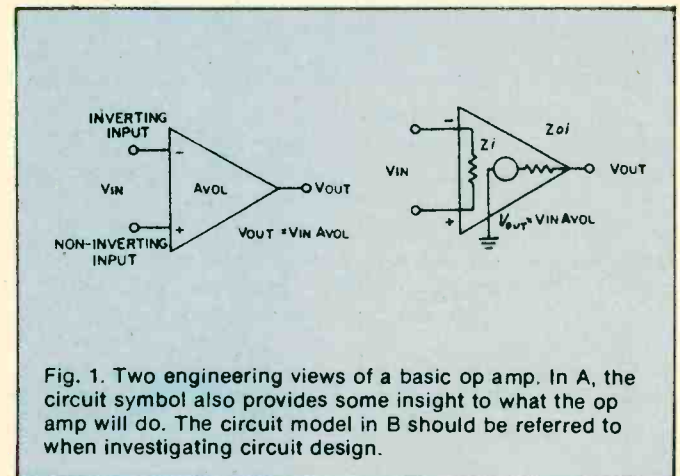 INVERTING
INPUT
VIN
NON-INVERTING
INPUT
-
+
AVOL
VOUT
VOUT = VIN AVOL
-
+
VIN
Zi
Zoi
VOUT
VOUT = VIN AVOL
Fig. 1. Two engineering views of a basic op amp. In A, the
circuit symbol also provides some insight to what the op
amp will do. The circuit model in B should be referred to
when investigating circuit design.